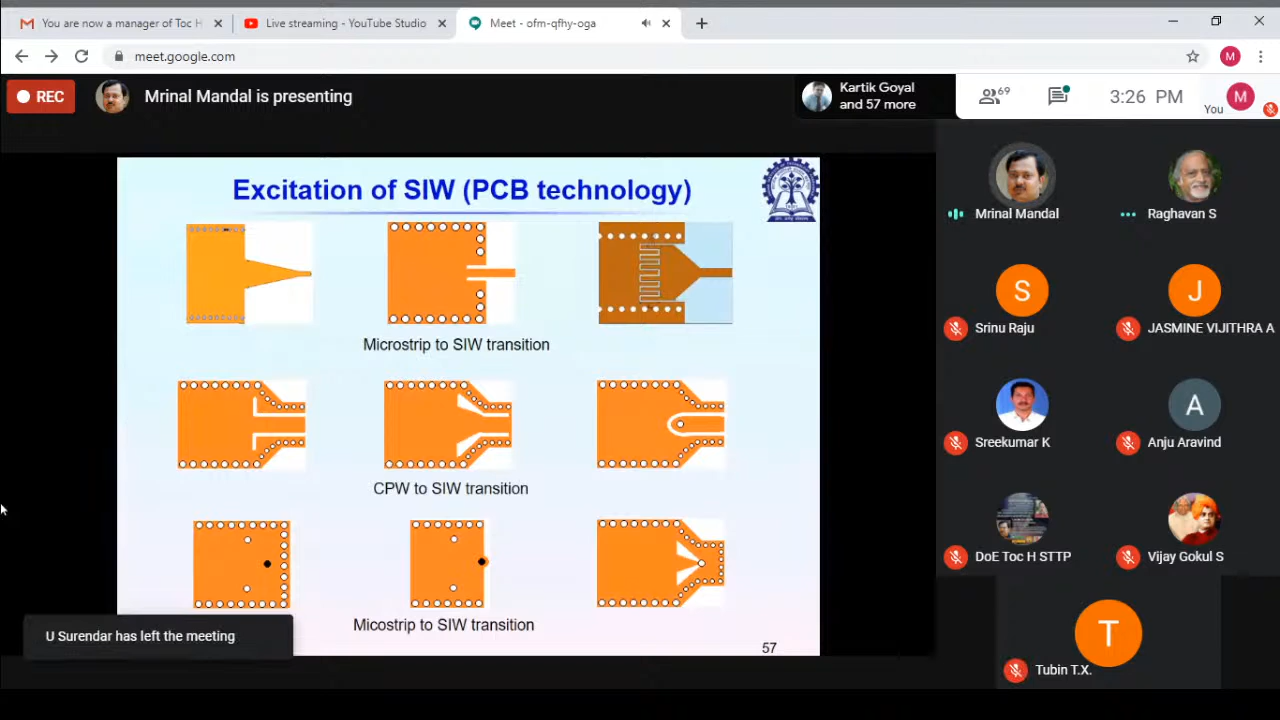 You are now a manager of Toc H
Live streaming - YouTube Studio
Meet - ofm-qfhy-oga
meet.google.com
M
REC
Mrinal Mandal is presenting
Kartik Goyal
and 57 more
69
3:26 PM
You
M
Excitation of SIW (PCB technology)
Microstrip to SIW transition
CPW to SIW transition
Micostrip to SIW transition
57
Mrinal Mandal
Raghavan S
S
Srinu Raju
J
JASMINE VIJITHRA A
Sreekumar K
A
Anju Aravind
DoE Toc H STTP
Vijay Gokul S
T
Tubin T.X.
U Surendar has left the meeting